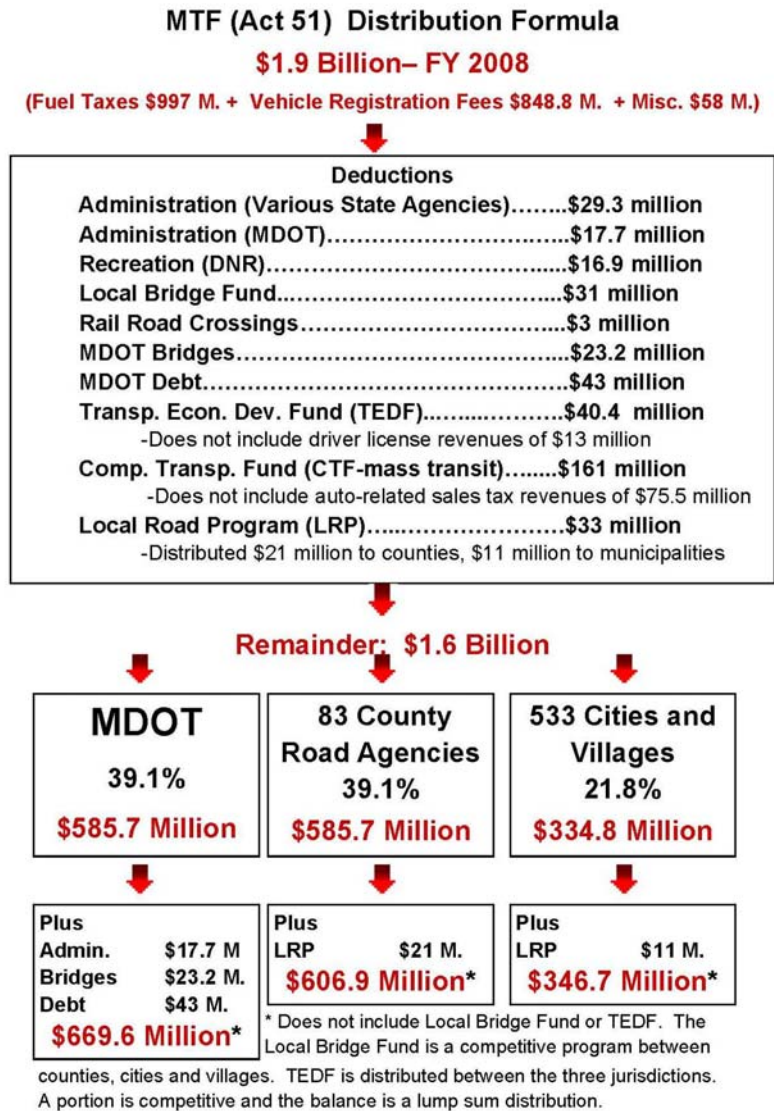 MTF (Act 51) Distribution Formula
$1.9 Billion– FY 2008
(Fuel Taxes $997 M. + Vehicle Registration Fees $848.8 M. + Misc. $58 M.)
Deductions
Administration (Various State Agencies)……..$29.3 million
Administration (MDOT)…………………….…...$17.7 million
Recreation (DNR)……………………………......$16.9 million
Local Bridge Fund...……………………………...$31 million
Rail Road Crossings……………………………...$3 million
MDOT Bridges…………………………………....$23.2 million
MDOT Debt………………………………………..$43 million
Transp. Econ. Dev. Fund (TEDF)...…...……….$40.4 million
-Does not include driver license revenues of $13 million
Comp. Transp. Fund (CTF-mass transit)….....$161 million
-Does not include auto-related sales tax revenues of $75.5 million
Local Road Program (LRP)…...…………………$33 million
-Distributed $21 million to counties, $11 million to municipalities
Remainder: $1.6 Billion
MDOT
39.1%
$585.7 Million
83 County
Road Agencies
39.1%
$585.7 Million
533 Cities and
Villages
21.8%
$334.8 Million
Plus
Admin. $17.7 M
Bridges $23.2 M.
Debt $43 M.
$669.6 Million*
Plus
LRP $21 M.
$606.9 Million*
Plus
LRP $11 M.
$346.7 Million*
* Does not include Local Bridge Fund or TEDF. The
Local Bridge Fund is a competitive program between
counties, cities and villages. TEDF is distributed between the three jurisdictions.
A portion is competitive and the balance is a lump sum distribution.